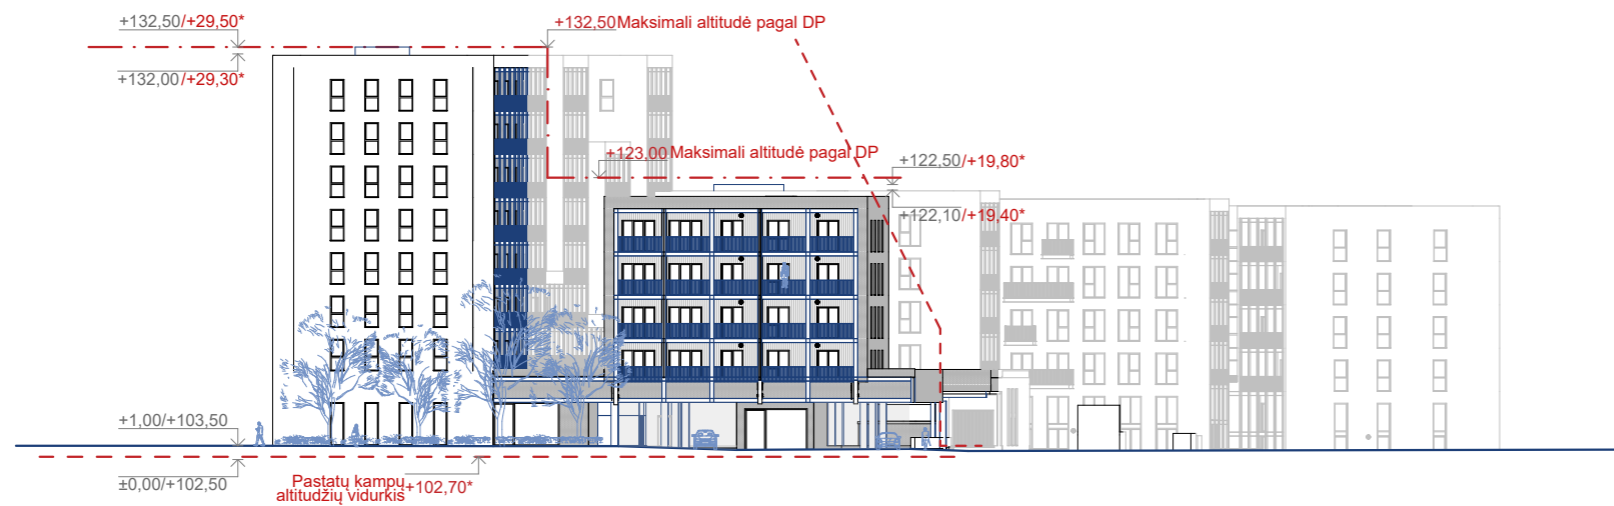 +132,50/+29,50*
+132,50 Maksimali altitudė pagal DP
+132,00/+29,30*
+123,00 Maksimali altitudė pagal DP
+122,50/+19,80*
+122,10/+19,40*
+1,00/+103,50
±0,00/+102,50
Pastatų kampų
altitudžių vidurkis
+102,70*